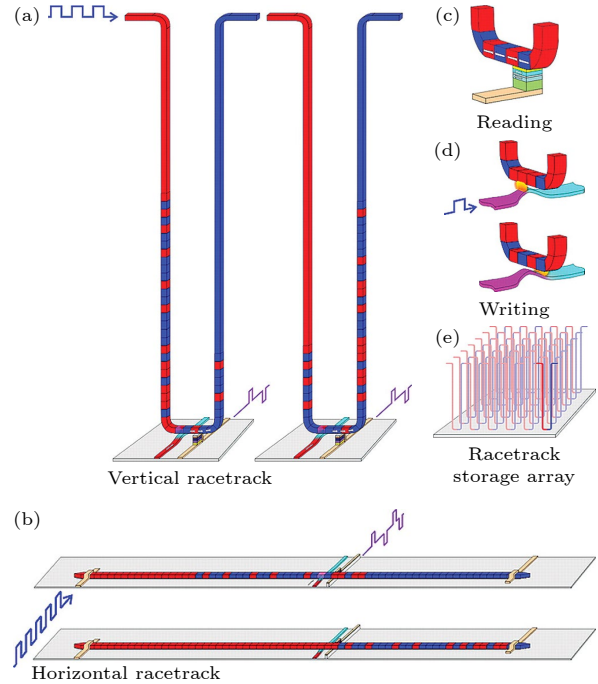 (a)
(c)
Reading
(d)
Writing
(e)
Vertical racetrack
Racetrack
storage array
(b)
Horizontal racetrack